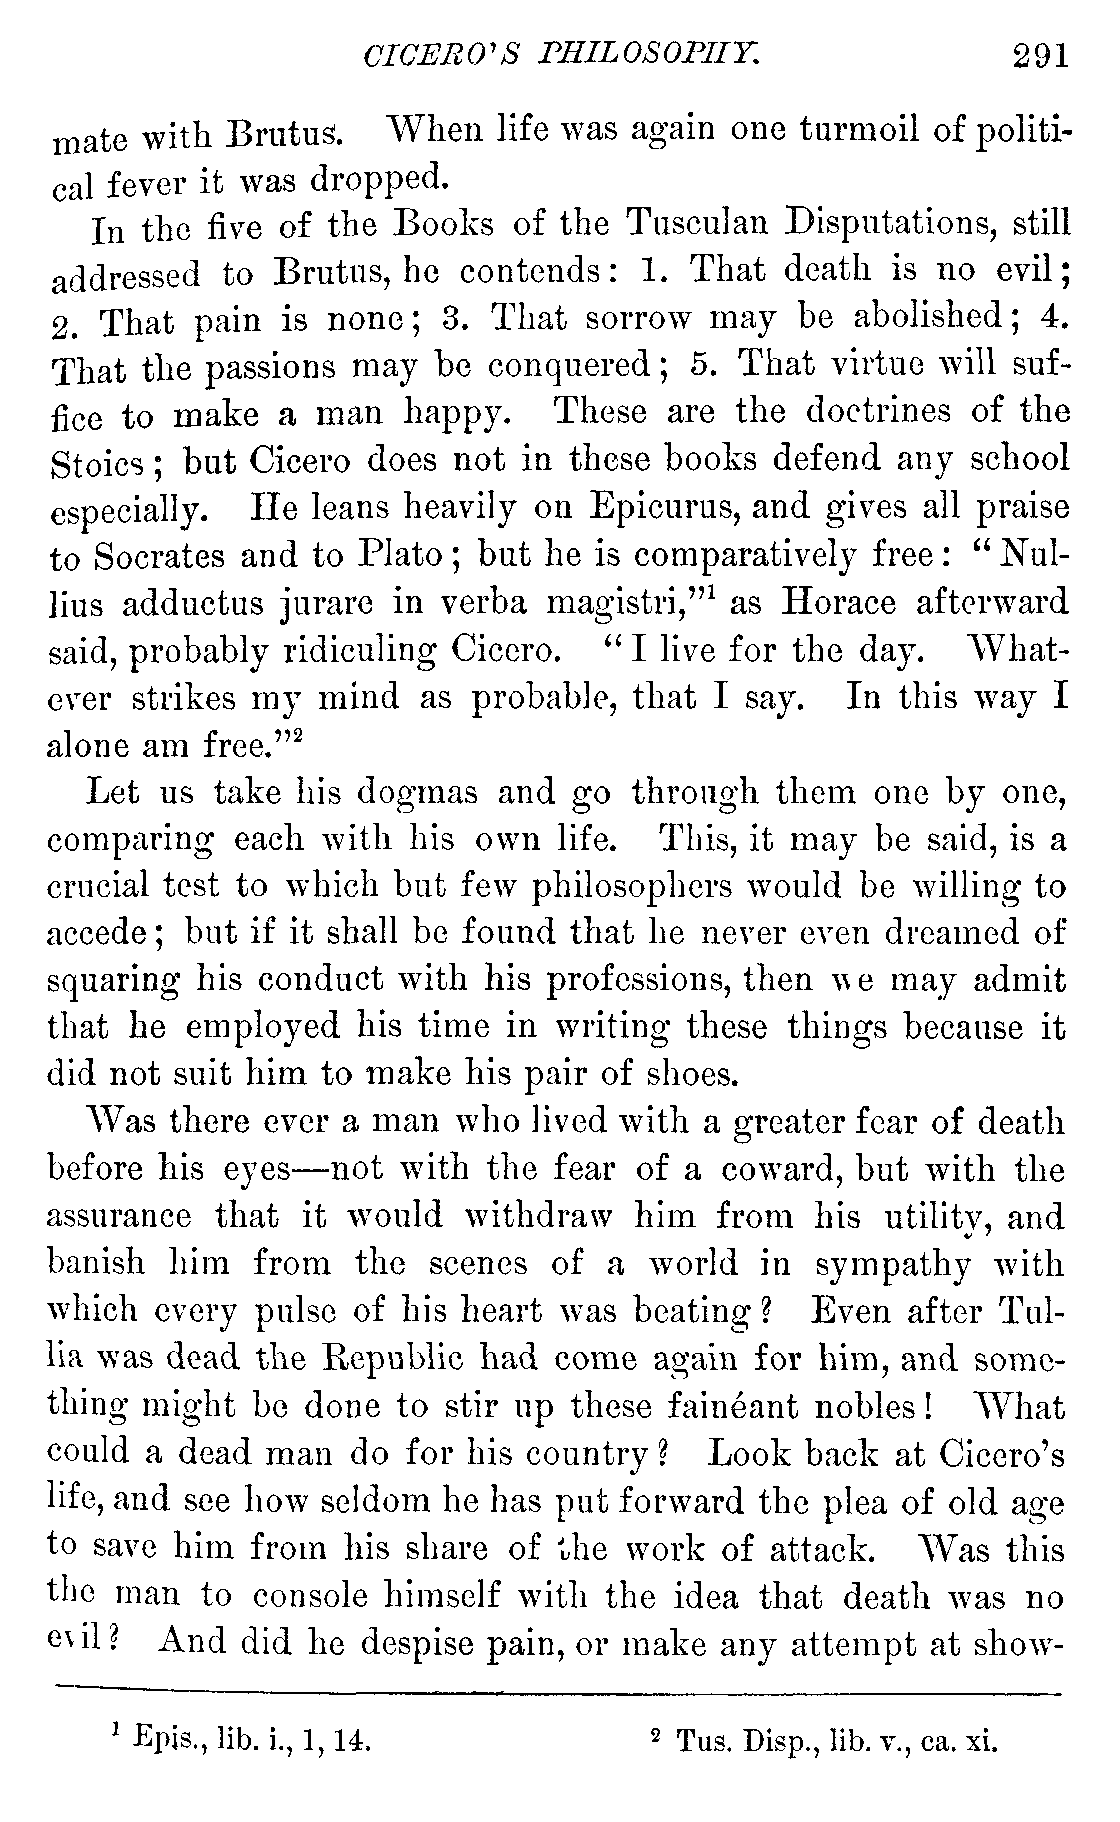 CICERO'S PHILOSOPHY. 291
mate with Brutus. When life was again one turmoil of politi-
cal fever it was dropped.
In the five of the Books of the Tusculan Disputations, still
addressed to Brutus, he contends: 1. That death is no evil;
2. That pain is none; 3. That sorrow may be abolished; 4.
That the passions may be conquered; 5. That virtue will suf-
fice to make a man happy. These are the doctrines of the
Stoics; but Cicero does not in these books defend any school
especially. He leans heavily on Epicurus, and gives all praise
to Socrates and to Plato; but he is comparatively free: "Nul-
lius adductus jurare in verba magistri,"¹ as Horace afterward
said, probably ridiculing Cicero. "I live for the day. What-
ever strikes my mind as probable, that I say. In this way I
alone am free."²
Let us take his dogmas and go through them one by one,
comparing each with his own life. This, it may be said, is a
crucial test to which but few philosophers would be willing to
accede; but if it shall be found that he never even dreamed of
squaring his conduct with his professions, then we may admit
that he employed his time in writing these things because it
did not suit him to make his pair of shoes.
Was there ever a man who lived with a greater fear of death
before his eyes—not with the fear of a coward, but with the
assurance that it would withdraw him from his utility, and
banish him from the scenes of a world in sympathy with
which every pulse of his heart was beating? Even after Tul-
lia was dead the Republic had come again for him, and some-
thing might be done to stir up these fainéant nobles! What
could a dead man do for his country? Look back at Cicero's
life, and see how seldom he has put forward the plea of old age
to save him from his share of the work of attack. Was this
the man to console himself with the idea that death was no
evil? And did he despise pain, or make any attempt at show-
¹ Epis., lib. i., 1, 14. ² Tus. Disp., lib. v., ca. xi.